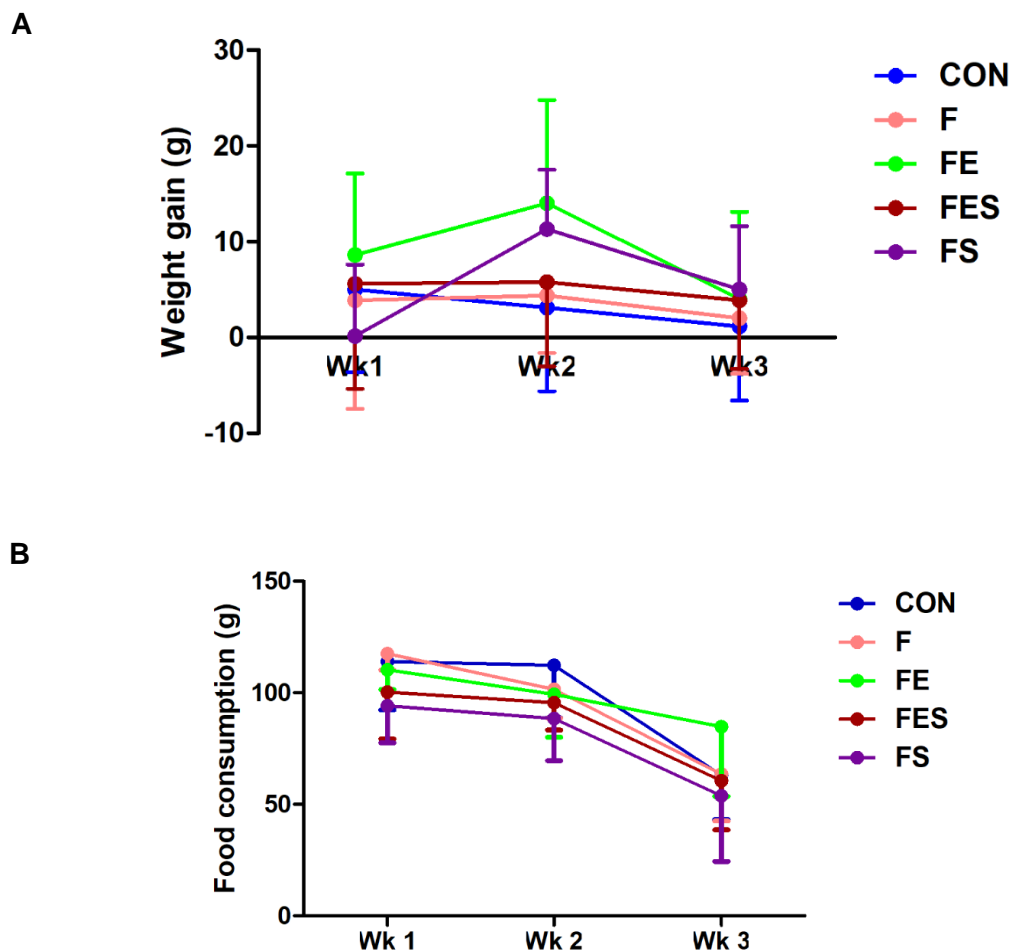 A
Weight gain (g)
30
20
10
0
-10
Wk1
Wk2
Wk3
CON
F
FE
FES
FS
B
Food consumption (g)
150
100
50
0
Wk 1
Wk 2
Wk 3
CON
F
FE
FES
FS